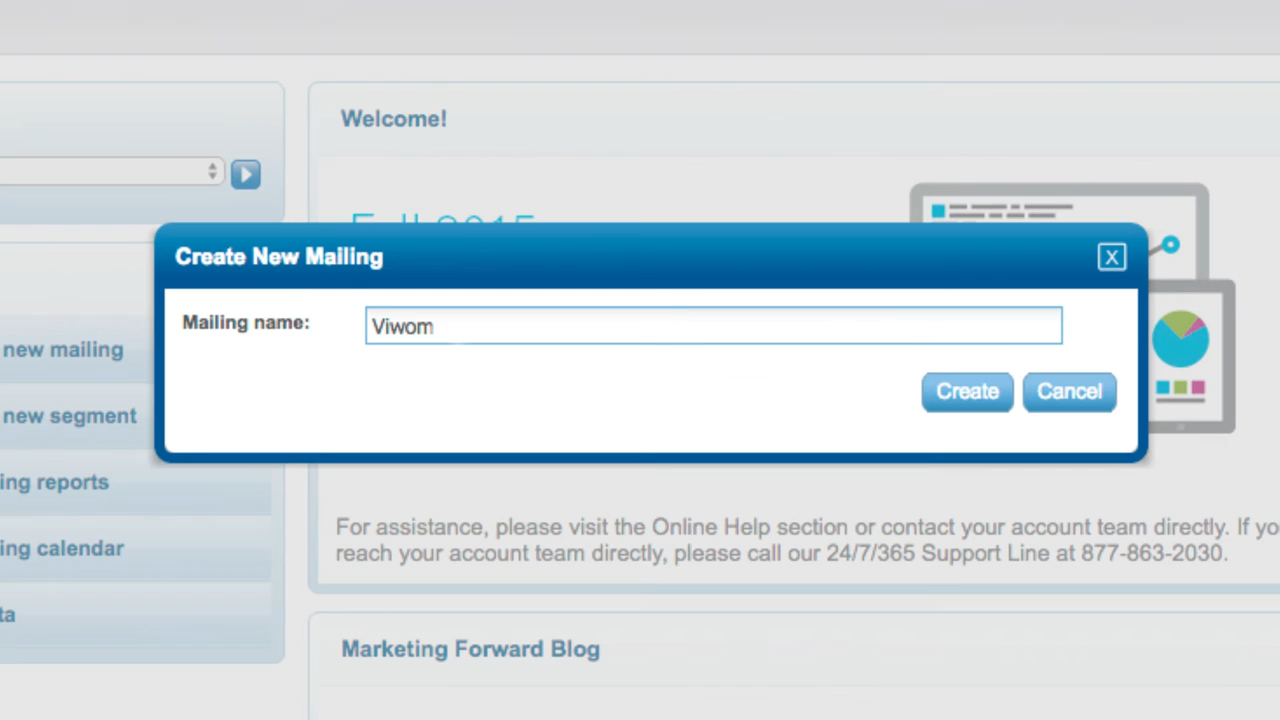 Welcome!
Fall 2015
Create New Mailing
X
Mailing name:
Viwom
Create
Cancel
new mailing
new segment
ing reports
ing calendar
ta
For assistance, please visit the Online Help section or contact your account team directly. If yo
reach your account team directly, please call our 24/7/365 Support Line at 877-863-2030.
Marketing Forward Blog